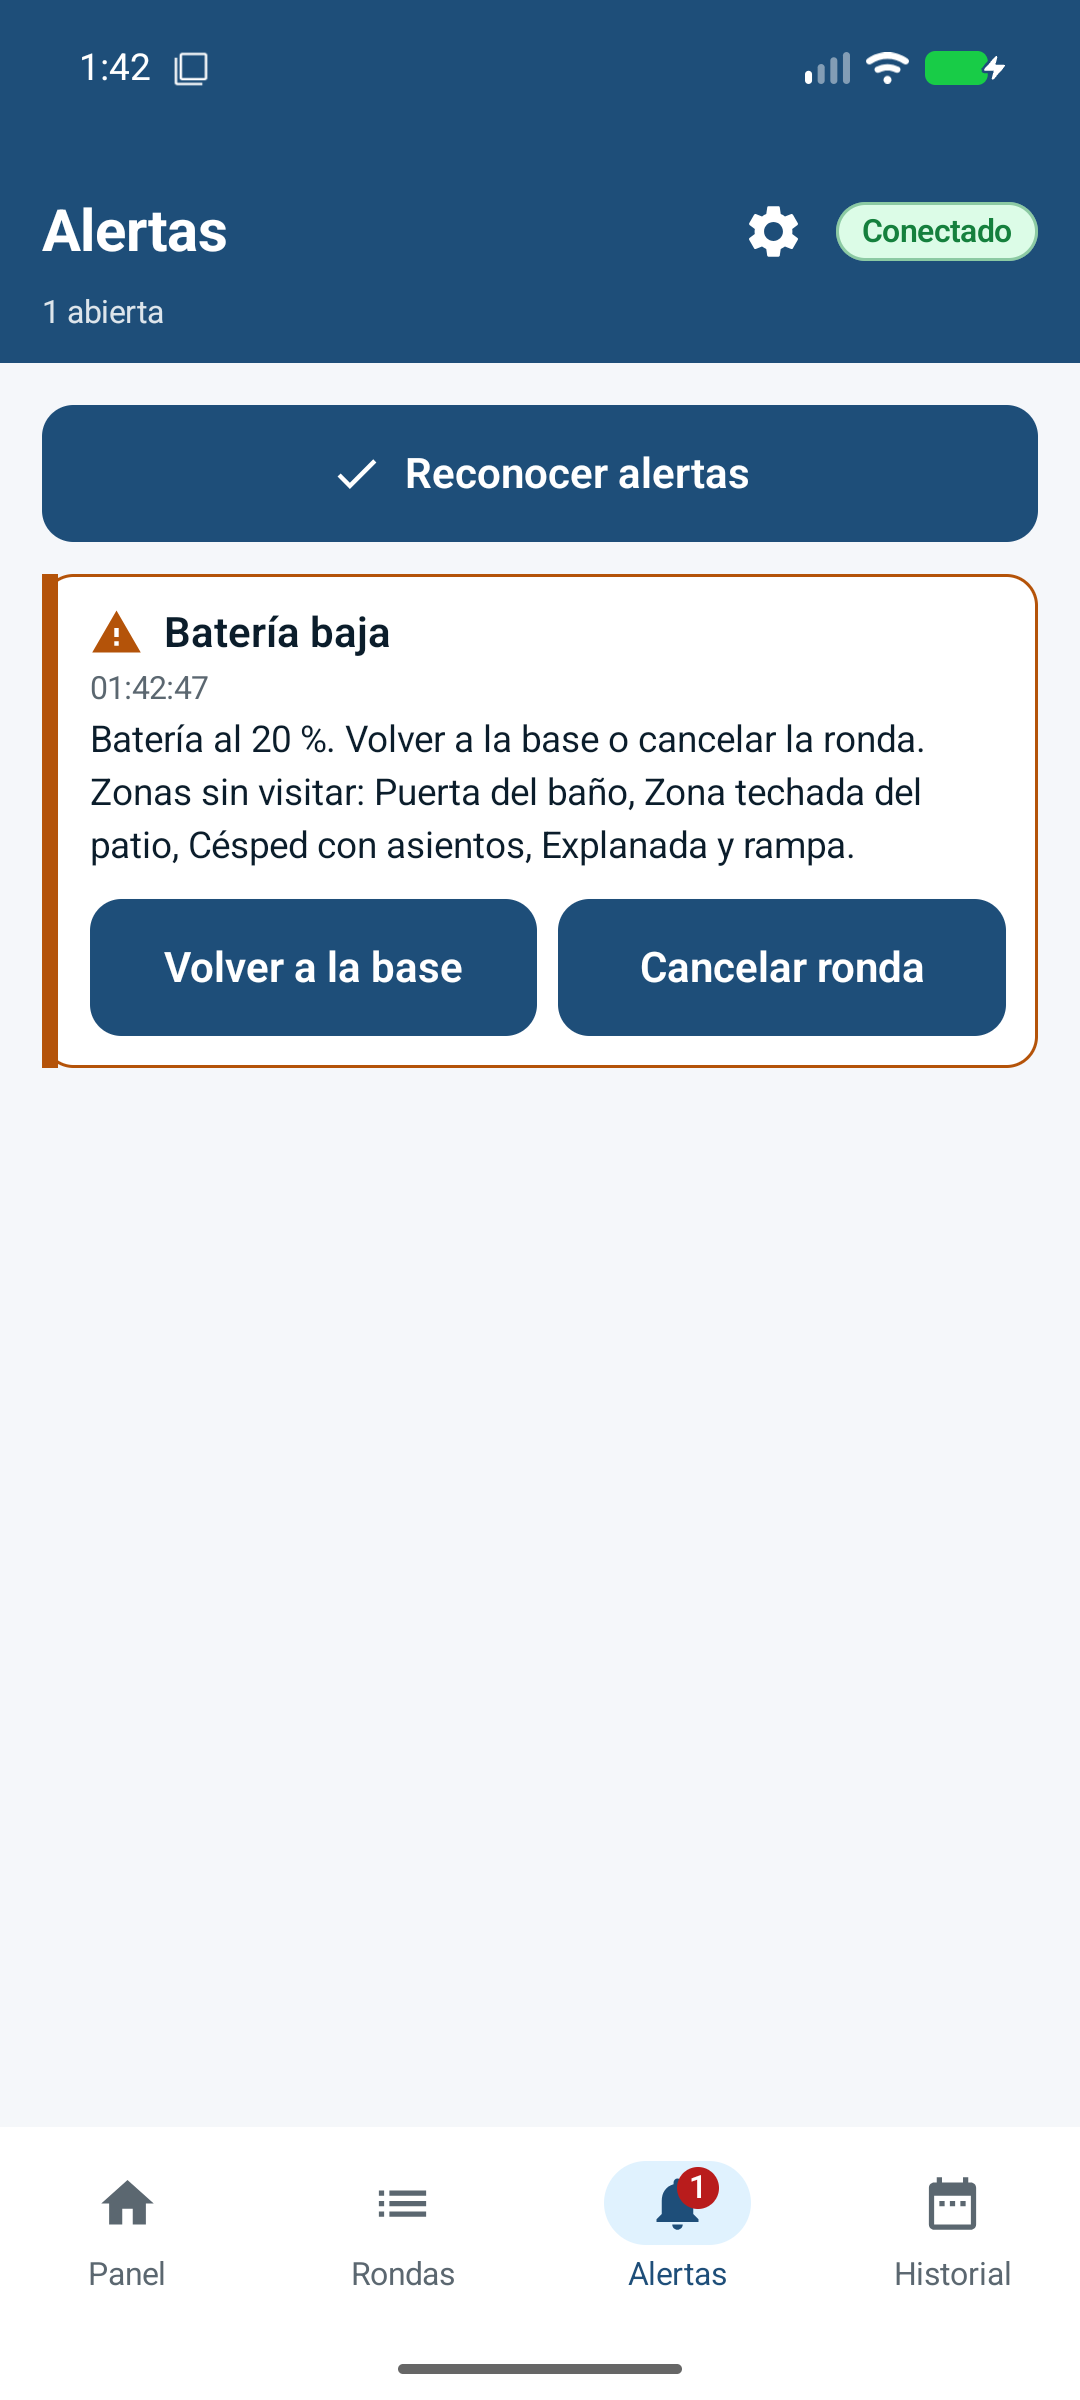 1:42
Alertas
Conectado
1 abierta
Reconocer alertas
Batería baja
01:42:47
Batería al 20 %. Volver a la base o cancelar la ronda.
Zonas sin visitar: Puerta del baño, Zona techada del
patio, Césped con asientos, Explanada y rampa.
Volver a la base
Cancelar ronda
1
Panel
Rondas
Alertas
Historial